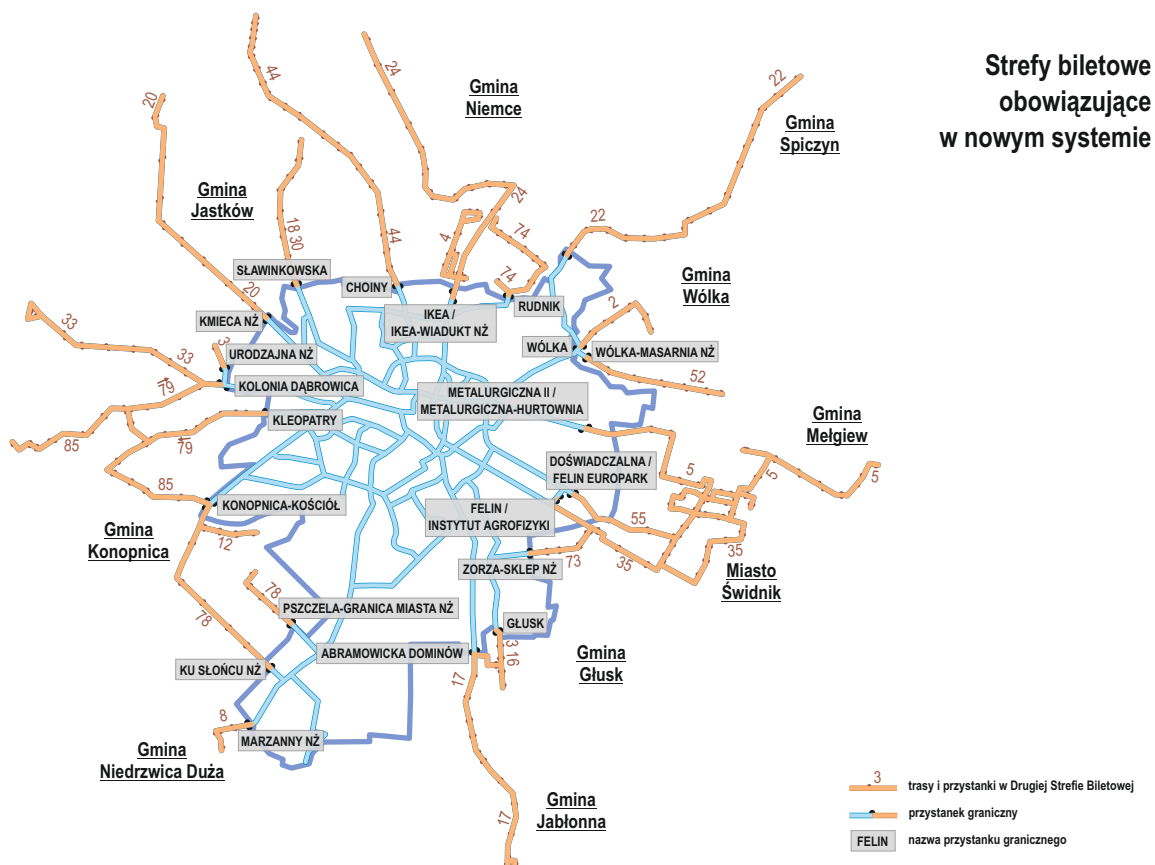 Strefy biletowe
obowiązujące
w nowym systemie
44
24
22
20
Gmina
Niemce
Gmina
Spiczyn
Gmina
Jastków
24
22
18 30
44
4
74
74
Gmina
Wólka
SŁAWINKOWSKA
CHOINY
RUDNIK
20
KMIECA NŻ
IKEA /
IKEA-WIADUKT NŻ
2
33
33
3
URODZAJNA NŻ
WÓLKA
WÓLKA-MASARNIA NŻ
52
79
KOLONIA DĄBROWICA
METALURGICZNA II /
METALURGICZNA-HURTOWNIA
KLEOPATRY
Gmina
Mełgiew
85
79
DOŚWIADCZALNA /
FELIN EUROPARK
5
5
5
85
KONOPNICA-KOŚCIÓŁ
FELIN /
INSTYTUT AGROFIZYKI
55
35
Gmina
Konopnica
12
ZORZA-SKLEP NŻ
73
35
Miasto
Świdnik
78
PSZCZELA-GRANICA MIASTA NŻ
78
GŁUSK
ABRAMOWICKA DOMINÓW
3 16
Gmina
Głusk
KU SŁOŃCU NŻ
17
8
MARZANNY NŻ
Gmina
Niedrzwica Duża
Gmina
Jabłonna
17
3
trasy i przystanki w Drugiej Strefie Biletowej
przystanek graniczny
FELIN
nazwa przystanku granicznego